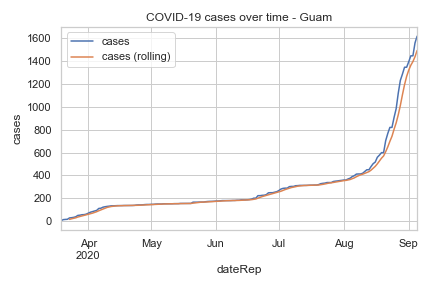 COVID-19 cases over time - Guam
cases
cases (rolling)
1600
1400
1200
1000
800
600
400
200
0
cases
Apr
2020
May
Jun
Jul
Aug
Sep
dateRep